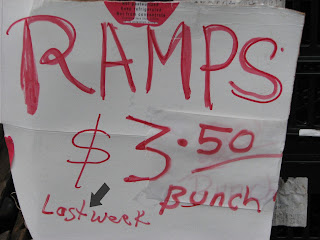 RAMPS
$3.50
Bunch
Last week